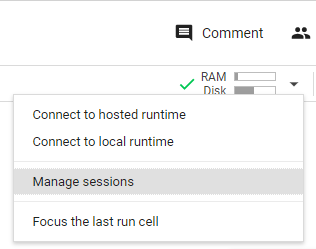 Comment
RAM
Disk
Connect to hosted runtime
Connect to local runtime
Manage sessions
Focus the last run cell